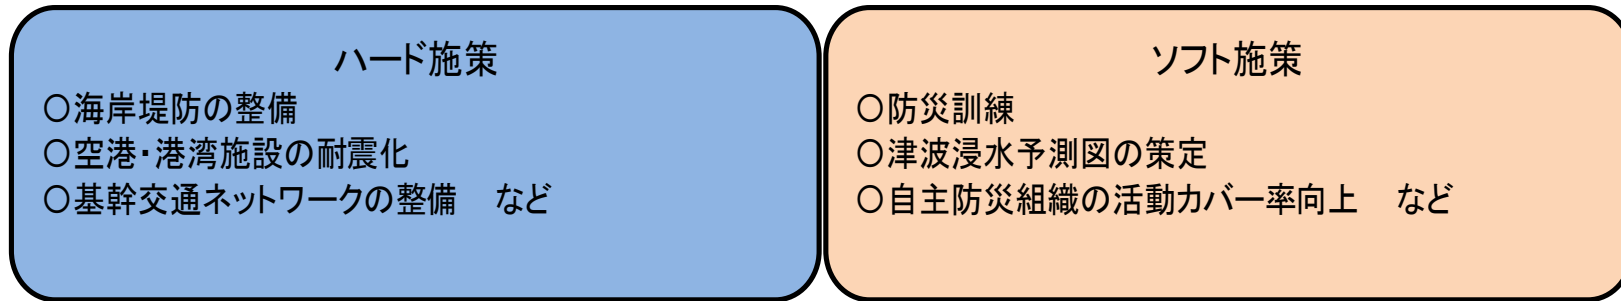 ハード施策
○海岸堤防の整備
○空港・港湾施設の耐震化
○基幹交通ネットワークの整備　など
ソフト施策
○防災訓練
○津波浸水予測図の策定
○自主防災組織の活動カバー率向上　など